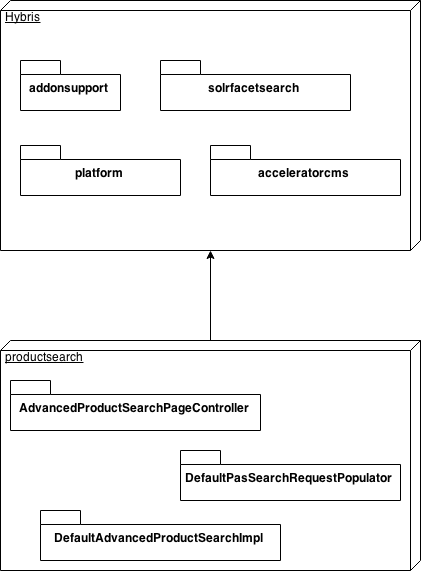 Hybris
addonsupport
solrfacetsearch
platform
acceleratorcms
productsearch
AdvancedProductSearchPageController
DefaultPasSearchRequestPopulator
DefaultAdvancedProductSearchImpl